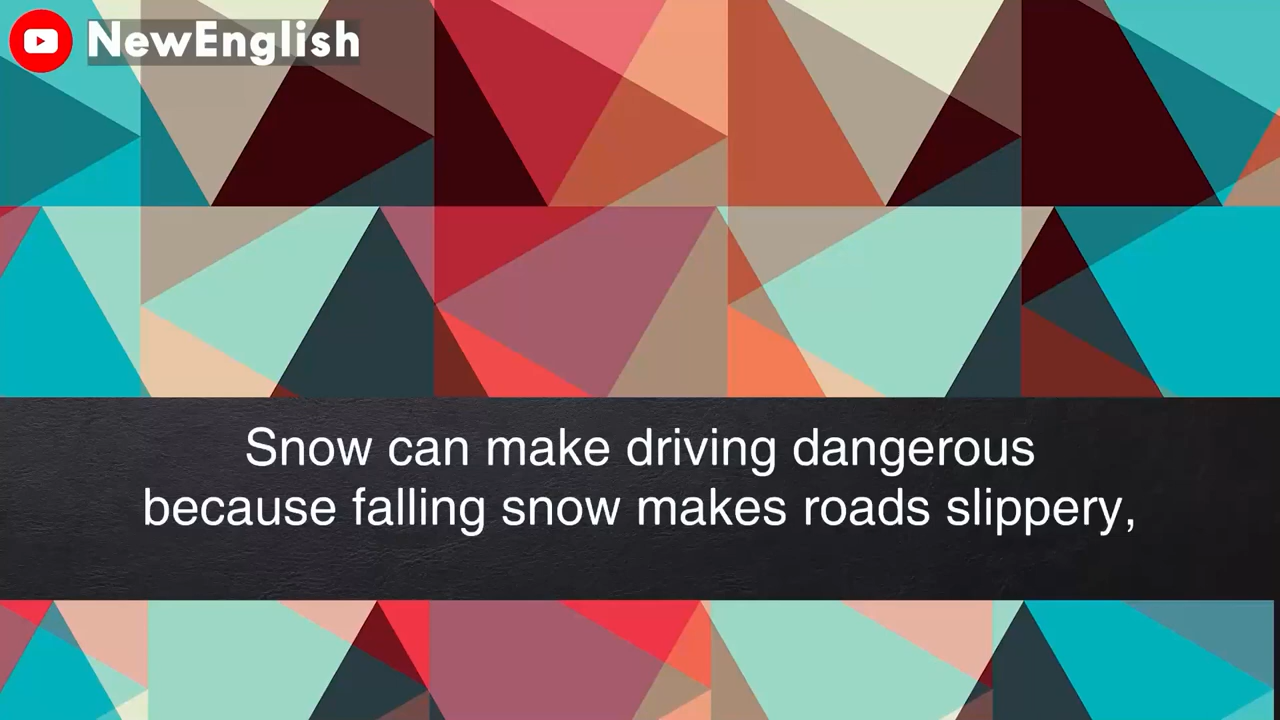 NewEnglish
Snow can make driving dangerous
because falling snow makes roads slippery,